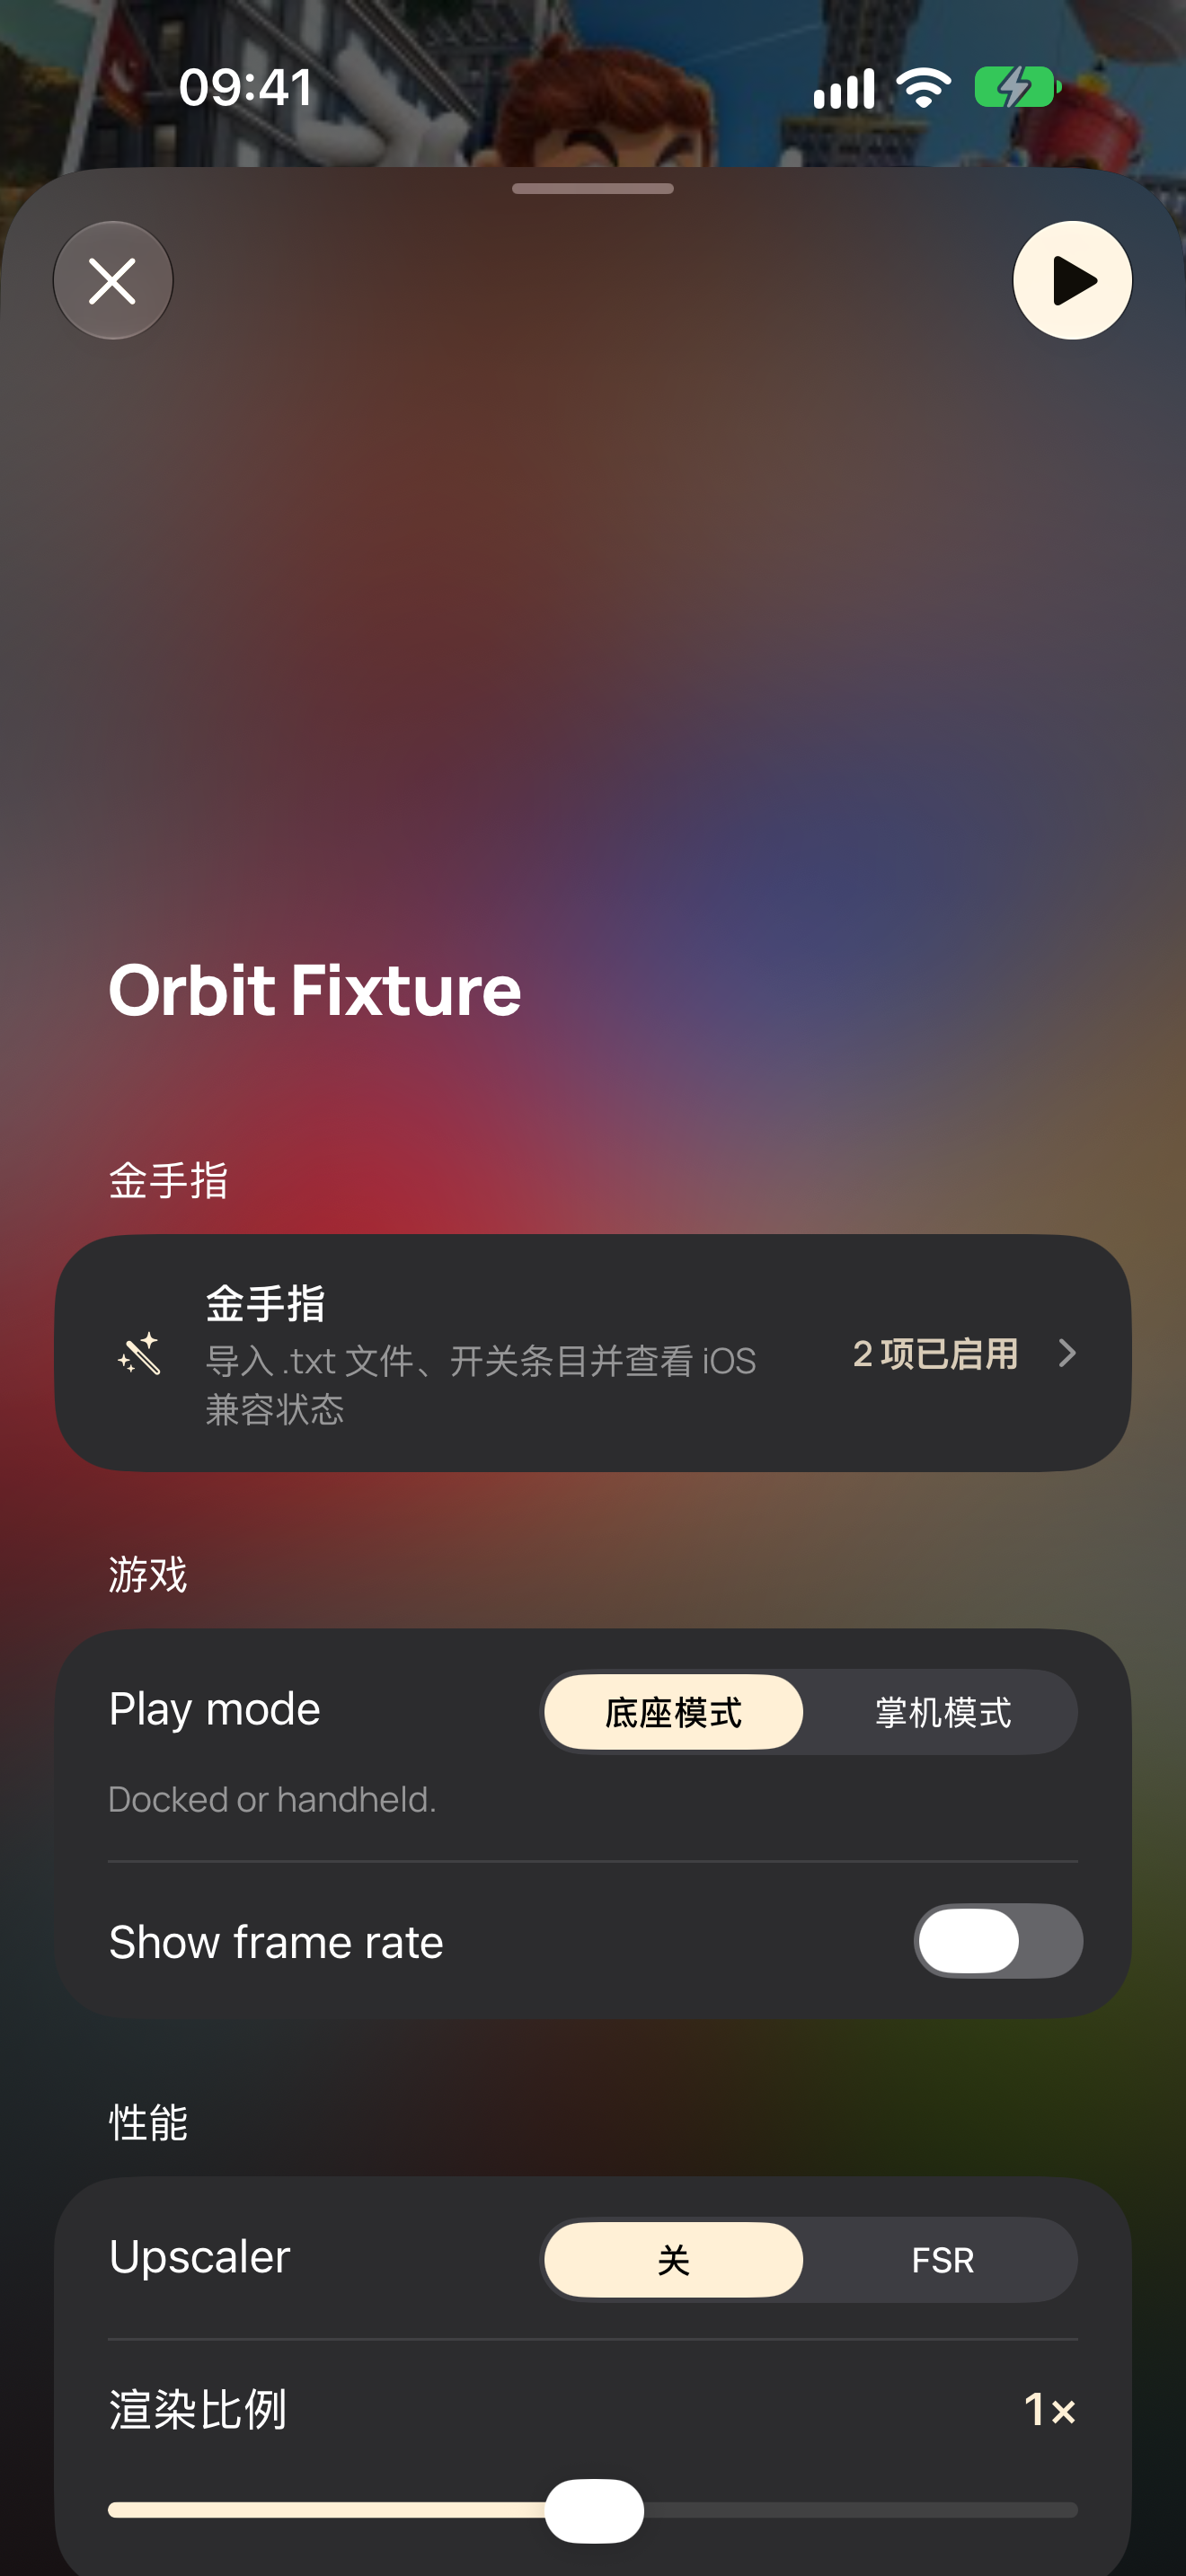 09:41
Orbit Fixture
金手指
金手指
导入 .txt 文件、开关条目并查看 iOS
兼容状态
2 项已启用
游戏
Play mode
底座模式
掌机模式
Docked or handheld.
Show frame rate
性能
Upscaler
关
FSR
渲染比例
1×